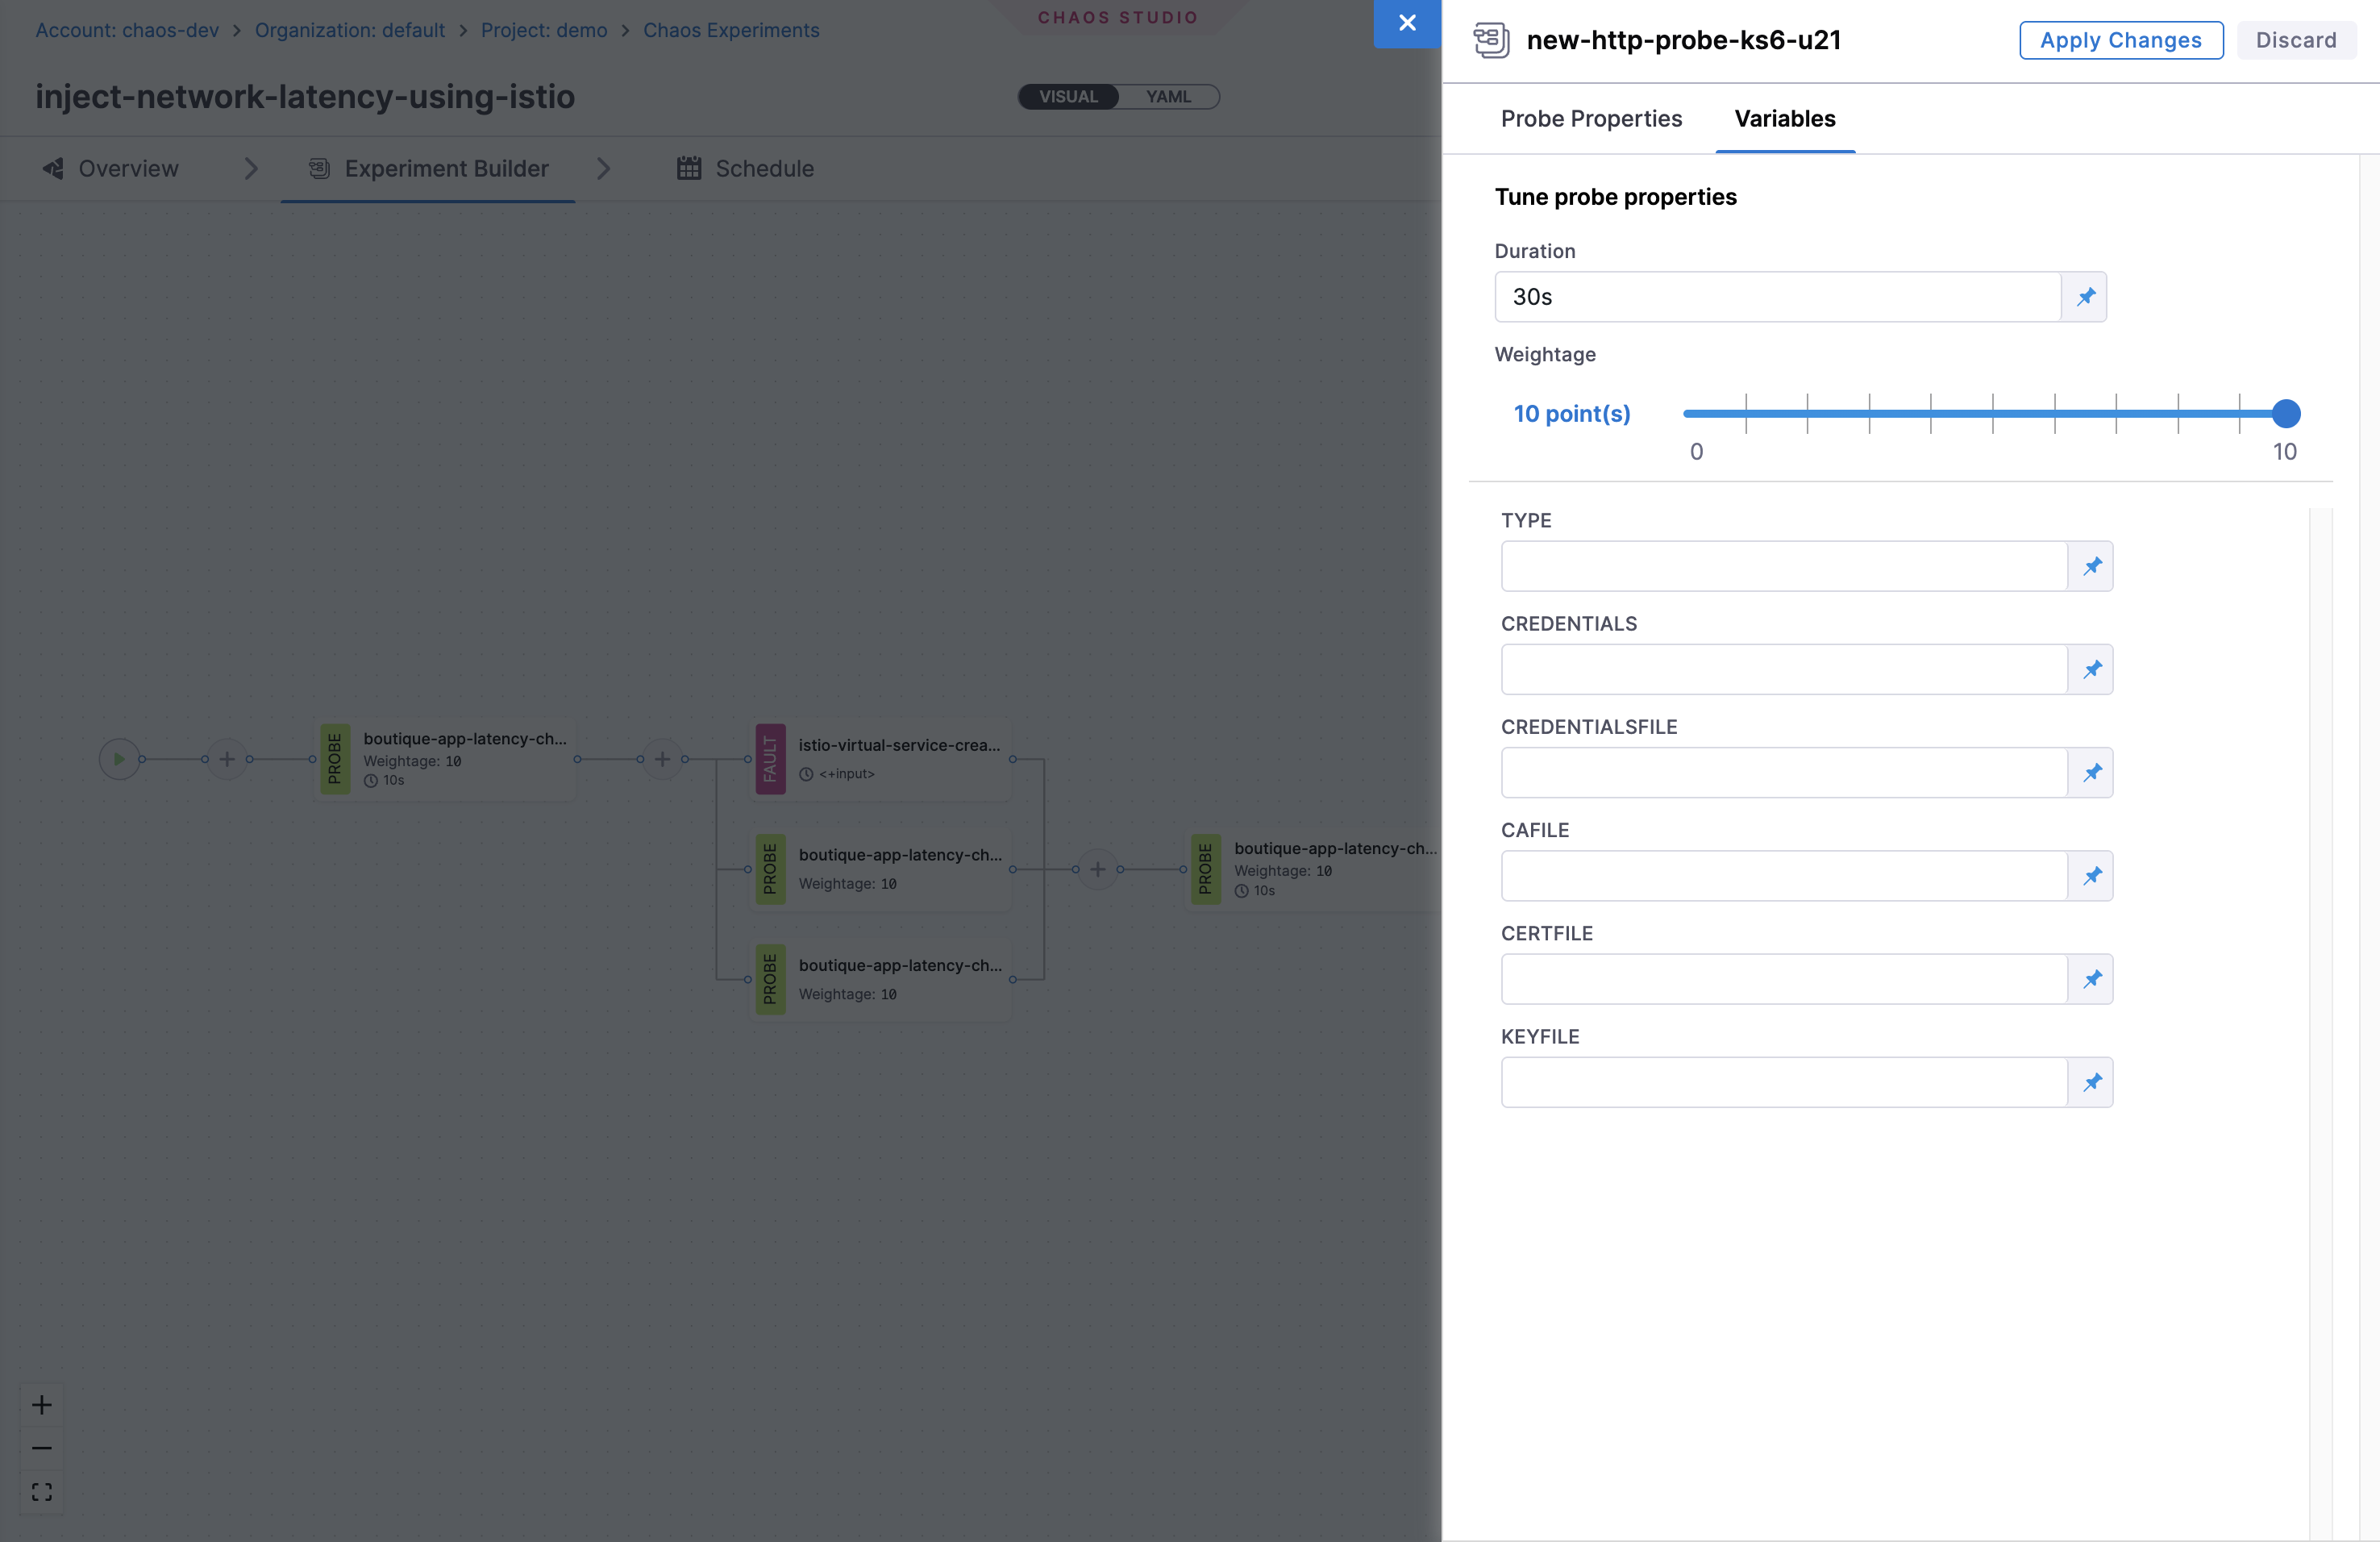 Account: chaos-dev > Organization: default > Project: demo > Chaos Experiments
CHAOS STUDIO
inject-network-latency-using-istio
VISUAL YAML
Overview
Experiment Builder
Schedule
PROBE
boutique-app-latency-ch...
Weightage: 10
10s
FAULT
istio-virtual-service-crea...
<+input>
PROBE
boutique-app-latency-ch...
Weightage: 10
PROBE
boutique-app-latency-ch...
Weightage: 10
PROBE
boutique-app-latency-ch...
Weightage: 10
10s
new-http-probe-ks6-u21
Apply Changes
Discard
Probe Properties
Variables
Tune probe properties
Duration
30s
Weightage
10 point(s)
0 10
TYPE
CREDENTIALS
CREDENTIALSFILE
CAFILE
CERTFILE
KEYFILE